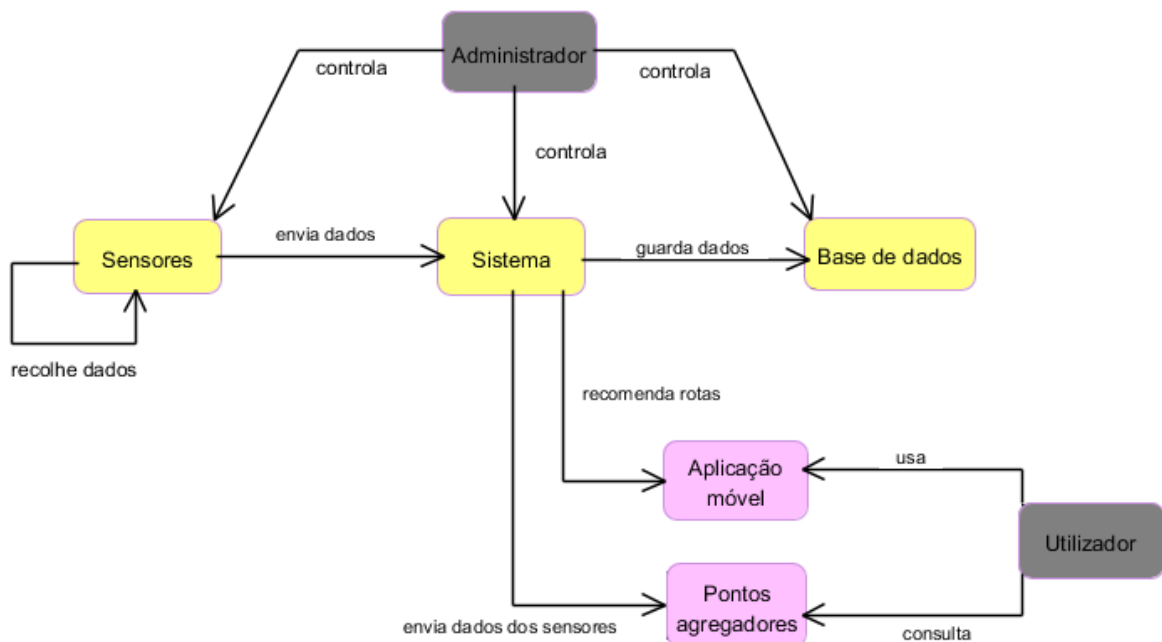 Administrador
controla
controla
controla
Sensores
envia dados
Sistema
guarda dados
Base de dados
recolhe dados
recomenda rotas
Aplicação
móvel
usa
Utilizador
Pontos
agregadores
envia dados dos sensores
consulta